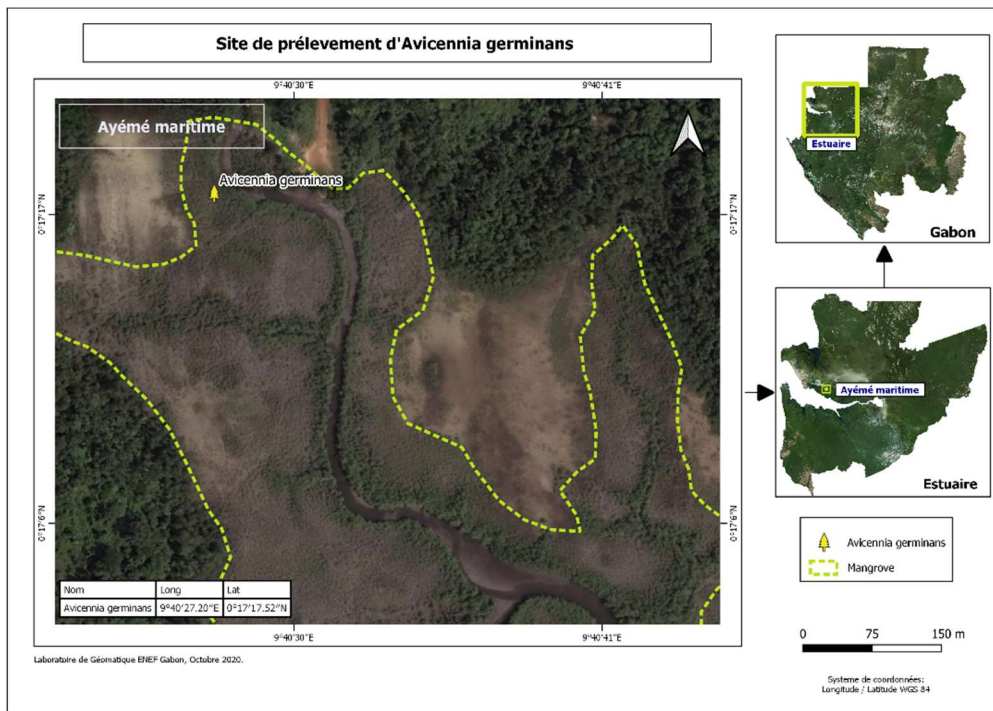 Site de prélevement d'Avicennia germinans
9°40'30"E
9°40'41"E
Ayémé maritime
Avicennia germinans
0°17'17"N
0°17'17"N
0°17'6"N
0°17'6"N
Nom Long Lat
Avicennia germinans 9°40'27.20"E 0°17'17.52"N
9°40'30"E
9°40'41"E
Laboratoire de Géomatique ENEF Gabon, Octobre 2020.
Estuaire
Gabon
Ayémé maritime
Estuaire
Avicennia germinans
Mangrove
0 75 150 m
Systeme de coordonnées:
Longitude / Latitude WGS 84